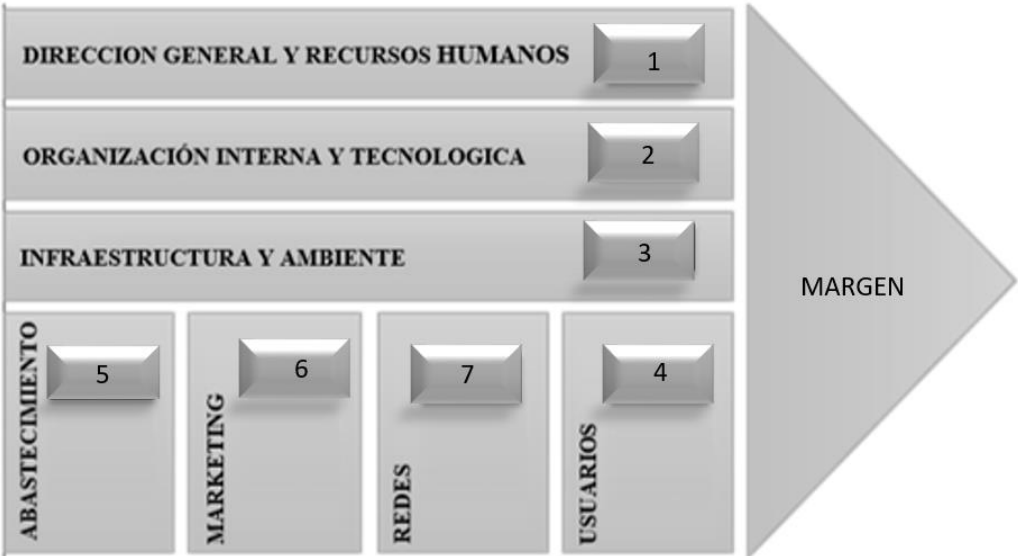 DIRECCION GENERAL Y RECURSOS HUMANOS
1
ORGANIZACIÓN INTERNA Y TECNOLOGICA
2
INFRAESTRUCTURA Y AMBIENTE
3
ABASTECIMIENTO
5
MARKETING
6
REDES
7
USUARIOS
4
MARGEN